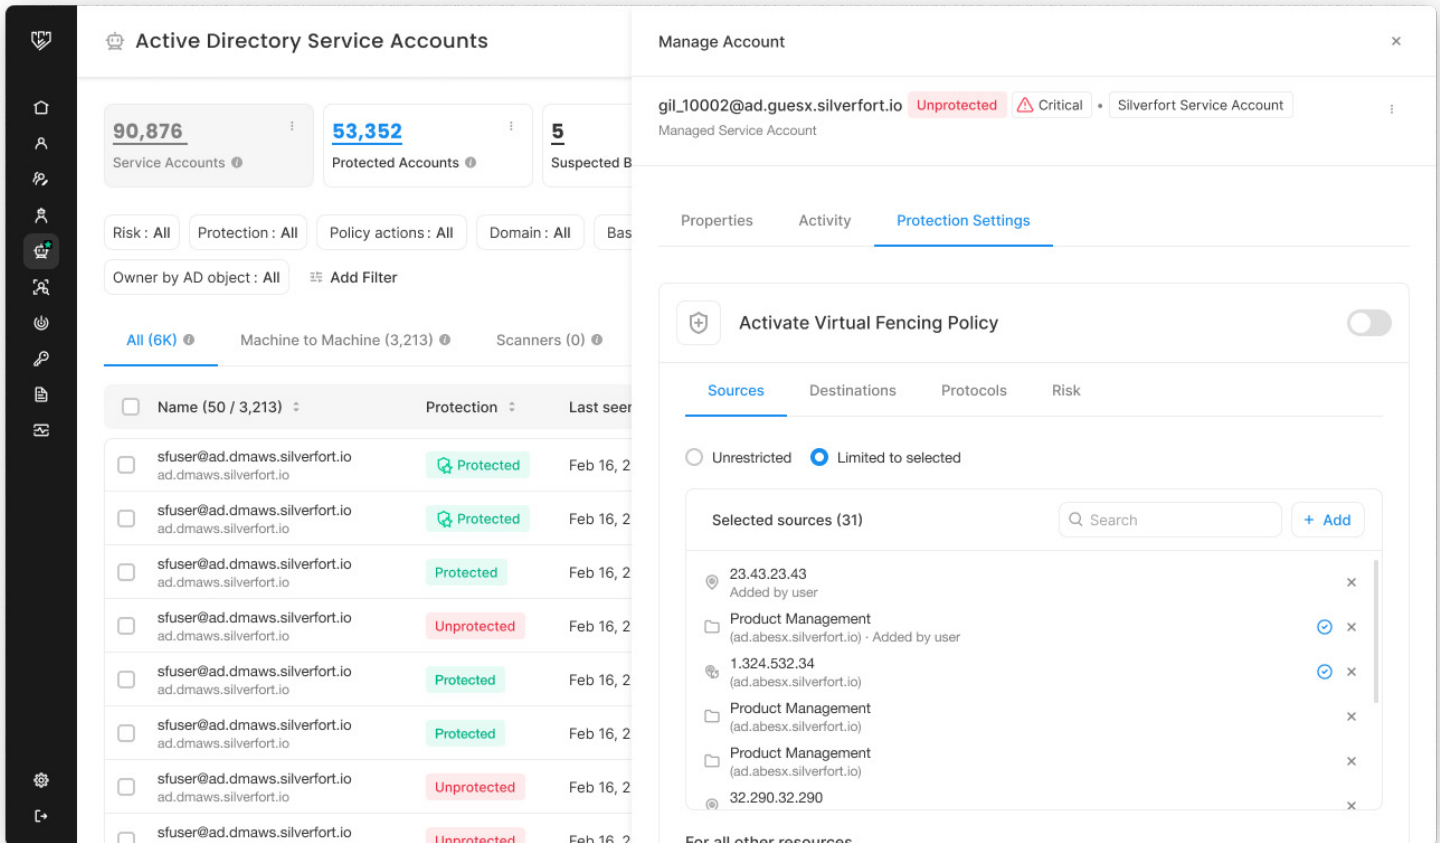 Active Directory Service Accounts
90,876
Service Accounts
53,352
Protected Accounts
5
Suspected B
Risk : All
Protection : All
Policy actions : All
Domain : All
Bas
Owner by AD object : All
Add Filter
All (6K)
Machine to Machine (3,213)
Scanners (0)
Name (50 / 3,213)
Protection
Last seen
sfuser@ad.dmaws.silverfort.io
ad.dmaws.silverfort.io
Protected
Feb 16, 2
sfuser@ad.dmaws.silverfort.io
ad.dmaws.silverfort.io
Protected
Feb 16, 2
sfuser@ad.dmaws.silverfort.io
ad.dmaws.silverfort.io
Protected
Feb 16, 2
sfuser@ad.dmaws.silverfort.io
ad.dmaws.silverfort.io
Unprotected
Feb 16, 2
sfuser@ad.dmaws.silverfort.io
ad.dmaws.silverfort.io
Protected
Feb 16, 2
sfuser@ad.dmaws.silverfort.io
ad.dmaws.silverfort.io
Protected
Feb 16, 2
sfuser@ad.dmaws.silverfort.io
ad.dmaws.silverfort.io
Unprotected
Feb 16, 2
sfuser@ad.dmaws.silverfort.io
Unprotected
Feb 16, 2
Manage Account
gil_10002@ad.guesx.silverfort.io
Unprotected
Critical
•
Silverfort Service Account
Managed Service Account
Properties
Activity
Protection Settings
Activate Virtual Fencing Policy
Sources
Destinations
Protocols
Risk
Unrestricted
Limited to selected
Selected sources (31)
Search
+ Add
23.43.23.43
Added by user
Product Management
(ad.abesx.silverfort.io) · Added by user
1.324.532.34
(ad.abesx.silverfort.io)
Product Management
(ad.abesx.silverfort.io)
Product Management
(ad.abesx.silverfort.io)
32.290.32.290
For all other resources